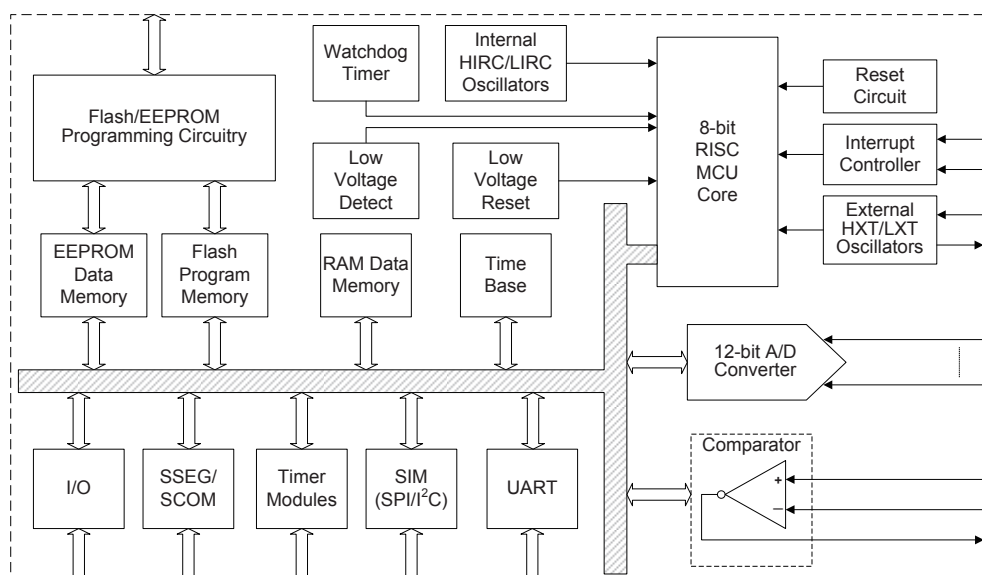 Flash/EEPROM
Programming Circuitry
Watchdog
Timer
Internal
HIRC/LIRC
Oscillators
8-bit
RISC
MCU
Core
Reset
Circuit
Interrupt
Controller
External
HXT/LXT
Oscillators
Low
Voltage
Detect
Low
Voltage
Reset
EEPROM
Data
Memory
Flash
Program
Memory
RAM Data
Memory
Time
Base
12-bit A/D
Converter
Comparator
+
−
I/O
SSEG/
SCOM
Timer
Modules
SIM
(SPI/I²C)
UART